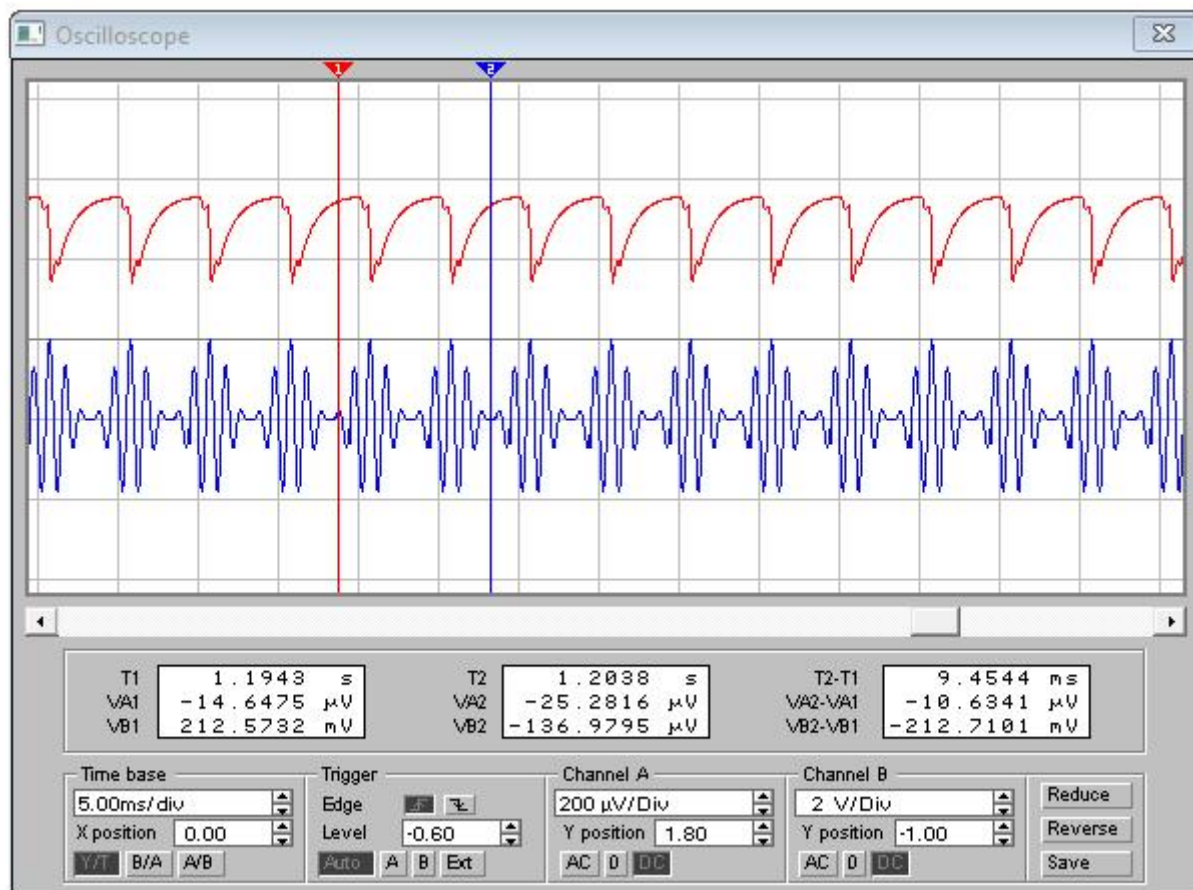 Oscilloscope
1 2
T1 1.1943 s T2 1.2038 s T2-T1 9.4544 ms
VA1 -14.6475 µV VA2 -25.2816 µV VA2-VA1 -10.6341 µV
VB1 212.5732 mV VB2 -136.9795 µV VB2-VB1 -212.7101 mV
Time base Trigger Channel A Channel B
5.00ms/div Edge 200 µV/Div 2 V/Div Reduce
X position 0.00 Level -0.60 Y position 1.80 Y position -1.00 Reverse
Y/T B/A A/B Auto A B Ext AC 0 DC AC 0 DC Save